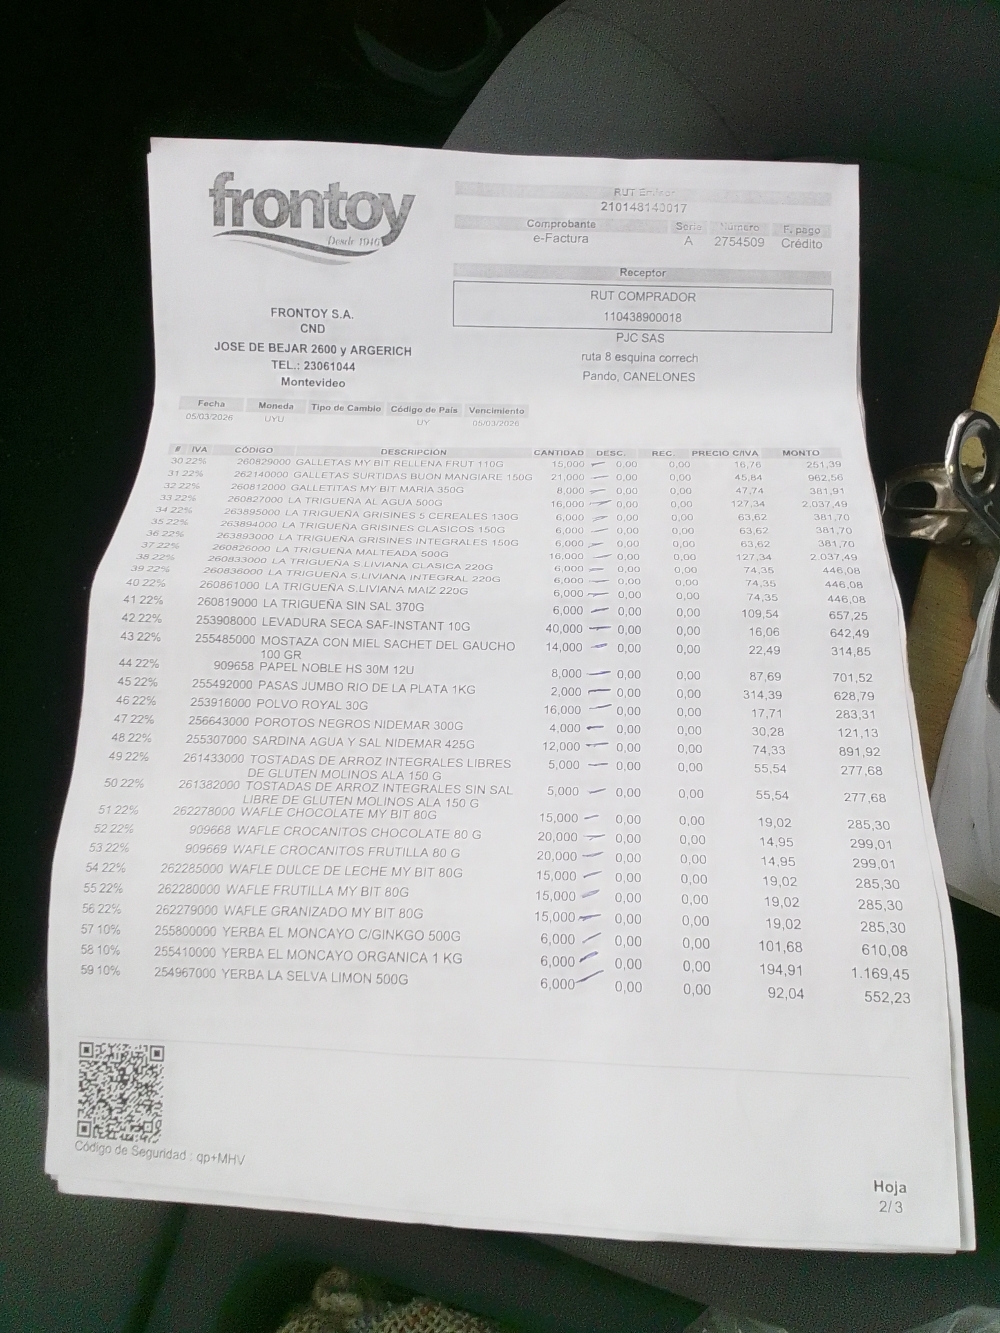 frontoy
Desde 1946
RUT Emisor
210148140017
Comprobante Serie Número F. pago
e-Factura A 2754509 Crédito
Receptor
RUT COMPRADOR
110438900018
PJC SAS
ruta 8 esquina correch
Pando, CANELONES
FRONTOY S.A.
CND
JOSE DE BEJAR 2600 y ARGERICH
TEL.: 23061044
Montevideo
Fecha Moneda Tipo de Cambio Código de País Vencimiento
05/03/2026 UYU UY 05/03/2026
# IVA CÓDIGO DESCRIPCIÓN CANTIDAD DESC. REC. PRECIO C/IVA MONTO
30 22% 260829000 GALLETAS MY BIT RELLENA FRUT 110G 15,000 0,00 0,00 16,76 251,39
31 22% 262140000 GALLETAS SURTIDAS BUON MANGIARE 150G 21,000 0,00 0,00 45,84 962,56
32 22% 260812000 GALLETITAS MY BIT MARIA 350G 8,000 0,00 0,00 47,74 381,91
33 22% 260827000 LA TRIGUEÑA AL AGUA 500G 16,000 0,00 0,00 127,34 2.037,49
34 22% 263895000 LA TRIGUEÑA GRISINES 5 CEREALES 130G 6,000 0,00 0,00 63,62 381,70
35 22% 263894000 LA TRIGUEÑA GRISINES CLASICOS 150G 6,000 0,00 0,00 63,62 381,70
36 22% 263893000 LA TRIGUEÑA GRISINES INTEGRALES 150G 6,000 0,00 0,00 63,62 381,70
37 22% 260826000 LA TRIGUEÑA MALTEADA 500G 16,000 0,00 0,00 127,34 2.037,49
38 22% 260833000 LA TRIGUEÑA S.LIVIANA CLASICA 220G 6,000 0,00 0,00 74,35 446,08
39 22% 260836000 LA TRIGUEÑA S.LIVIANA INTEGRAL 220G 6,000 0,00 0,00 74,35 446,08
40 22% 260861000 LA TRIGUEÑA S.LIVIANA MAIZ 220G 6,000 0,00 0,00 74,35 446,08
41 22% 260819000 LA TRIGUEÑA SIN SAL 370G 6,000 0,00 0,00 109,54 657,25
42 22% 253908000 LEVADURA SECA SAF-INSTANT 10G 40,000 0,00 0,00 16,06 642,49
43 22% 255485000 MOSTAZA CON MIEL SACHET DEL GAUCHO 14,000 0,00 0,00 22,49 314,85
100 GR
44 22% 909658 PAPEL NOBLE HS 30M 12U 8,000 0,00 0,00 87,69 701,52
45 22% 255492000 PASAS JUMBO RIO DE LA PLATA 1KG 2,000 0,00 0,00 314,39 628,79
46 22% 253916000 POLVO ROYAL 30G 16,000 0,00 0,00 17,71 283,31
47 22% 256643000 POROTOS NEGROS NIDEMAR 300G 4,000 0,00 0,00 30,28 121,13
48 22% 255307000 SARDINA AGUA Y SAL NIDEMAR 425G 12,000 0,00 0,00 74,33 891,92
49 22% 261433000 TOSTADAS DE ARROZ INTEGRALES LIBRES 5,000 0,00 0,00 55,54 277,68
DE GLUTEN MOLINOS ALA 150 G
50 22% 261382000 TOSTADAS DE ARROZ INTEGRALES SIN SAL 5,000 0,00 0,00 55,54 277,68
LIBRE DE GLUTEN MOLINOS ALA 150 G
51 22% 262278000 WAFLE CHOCOLATE MY BIT 80G 15,000 0,00 0,00 19,02 285,30
52 22% 909668 WAFLE CROCANITOS CHOCOLATE 80 G 20,000 0,00 0,00 14,95 299,01
53 22% 909669 WAFLE CROCANITOS FRUTILLA 80 G 20,000 0,00 0,00 14,95 299,01
54 22% 262285000 WAFLE DULCE DE LECHE MY BIT 80G 15,000 0,00 0,00 19,02 285,30
55 22% 262280000 WAFLE FRUTILLA MY BIT 80G 15,000 0,00 0,00 19,02 285,30
56 22% 262279000 WAFLE GRANIZADO MY BIT 80G 15,000 0,00 0,00 19,02 285,30
57 10% 255800000 YERBA EL MONCAYO C/GINKGO 500G 6,000 0,00 0,00 101,68 610,08
58 10% 255410000 YERBA EL MONCAYO ORGANICA 1 KG 6,000 0,00 0,00 194,91 1.169,45
59 10% 254967000 YERBA LA SELVA LIMON 500G 6,000 0,00 0,00 92,04 552,23
Código de Seguridad : qp+MHV
Hoja
2/ 3